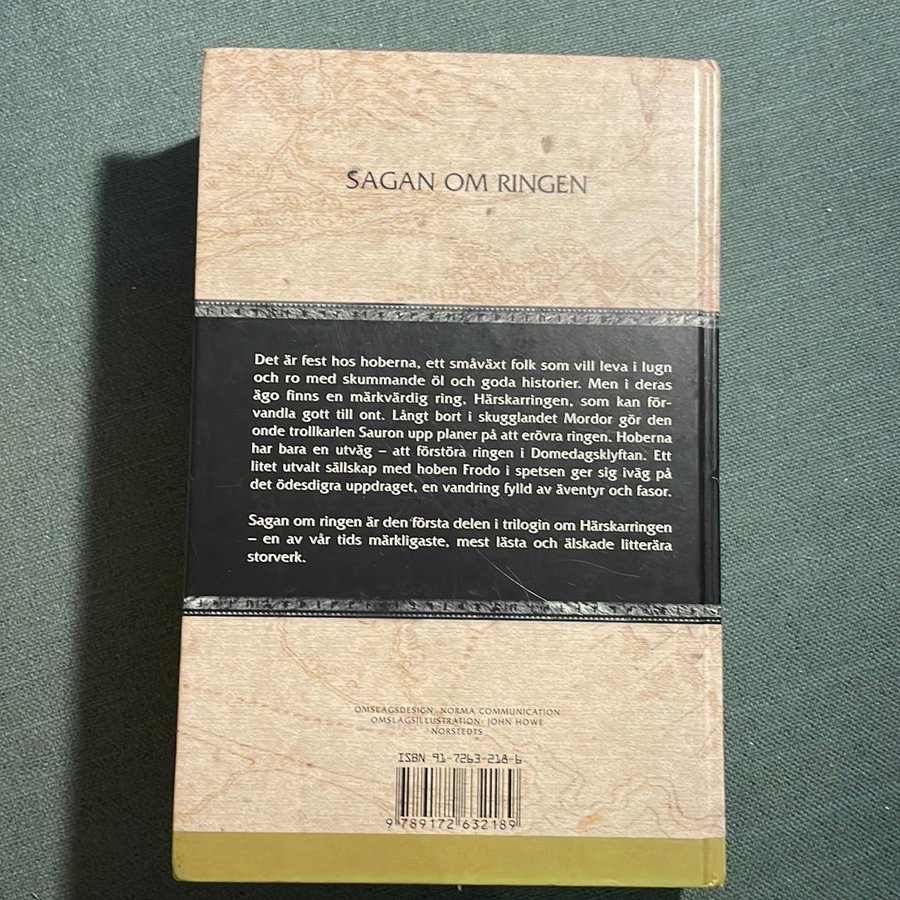 SAGAN OM RINGEN
Det är fest hos hoberna, ett småväxt folk som vill leva i lugn
och ro med skummande öl och goda historier. Men i deras
ägo finns en märkvärdig ring, Härskarringen, som kan för-
vandla gott till ont. Långt bort i skugglandet Mordor gör den
onde trollkarlen Sauron upp planer på att erövra ringen. Hoberna
har bara en utväg – att förstöra ringen i Domedagsklyftan. Ett
litet utvalt sällskap med hoben Frodo i spetsen ger sig iväg på
det ödesdigra uppdraget, en vandring fylld av äventyr och fasor.
Sagan om ringen är den första delen i trilogin om Härskarringen
– en av vår tids märkligaste, mest lästa och älskade litterära
storverk.
OMSLAGSDESIGN: NORMA COMMUNICATION
OMSLAGSILLUSTRATION: JOHN HOWE
NORSTEDTS
ISBN 91-7263-218-6
9 789172 632189